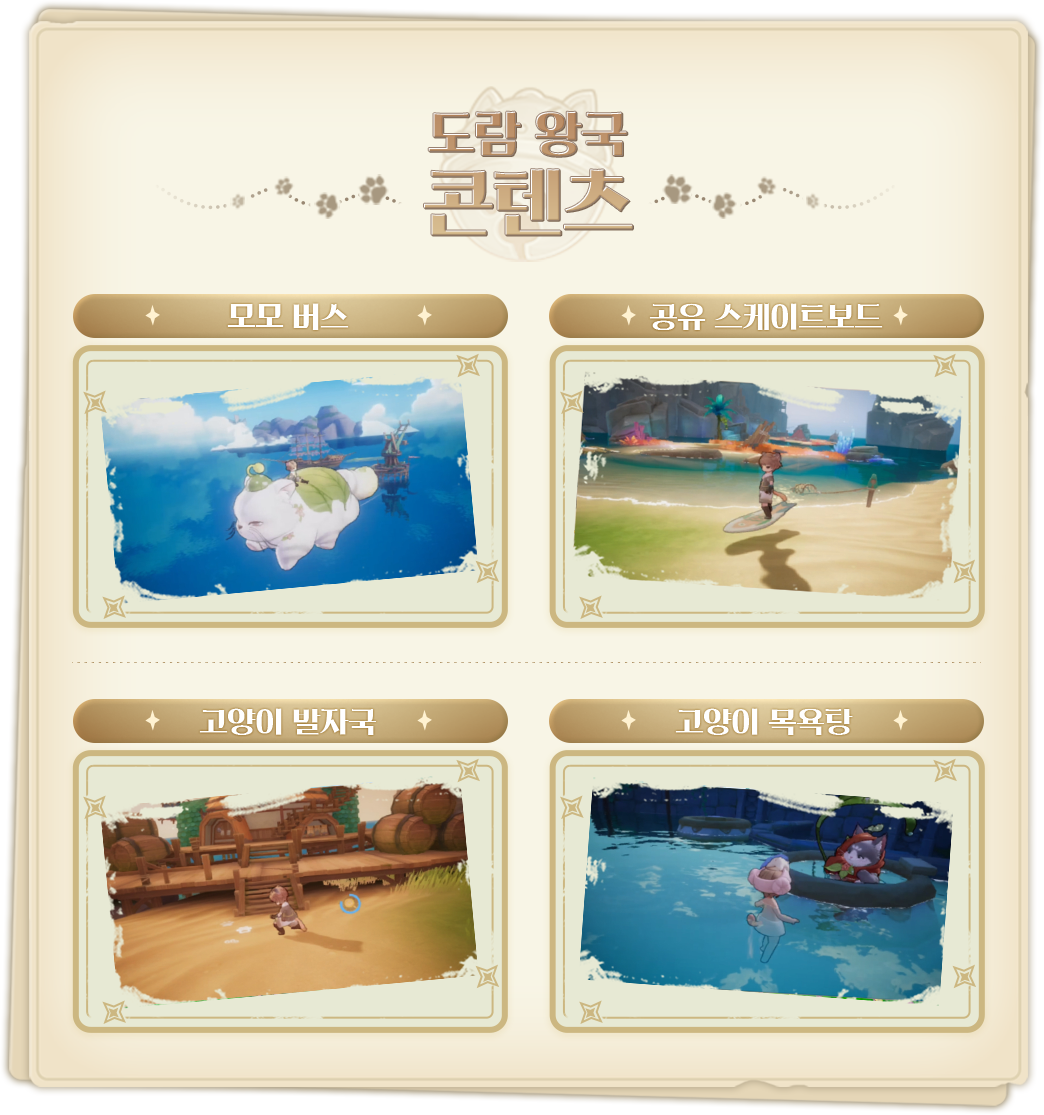 도람 왕국
콘텐츠
모모 버스
공유 스케이트보드
고양이 발자국
고양이 목욕탕